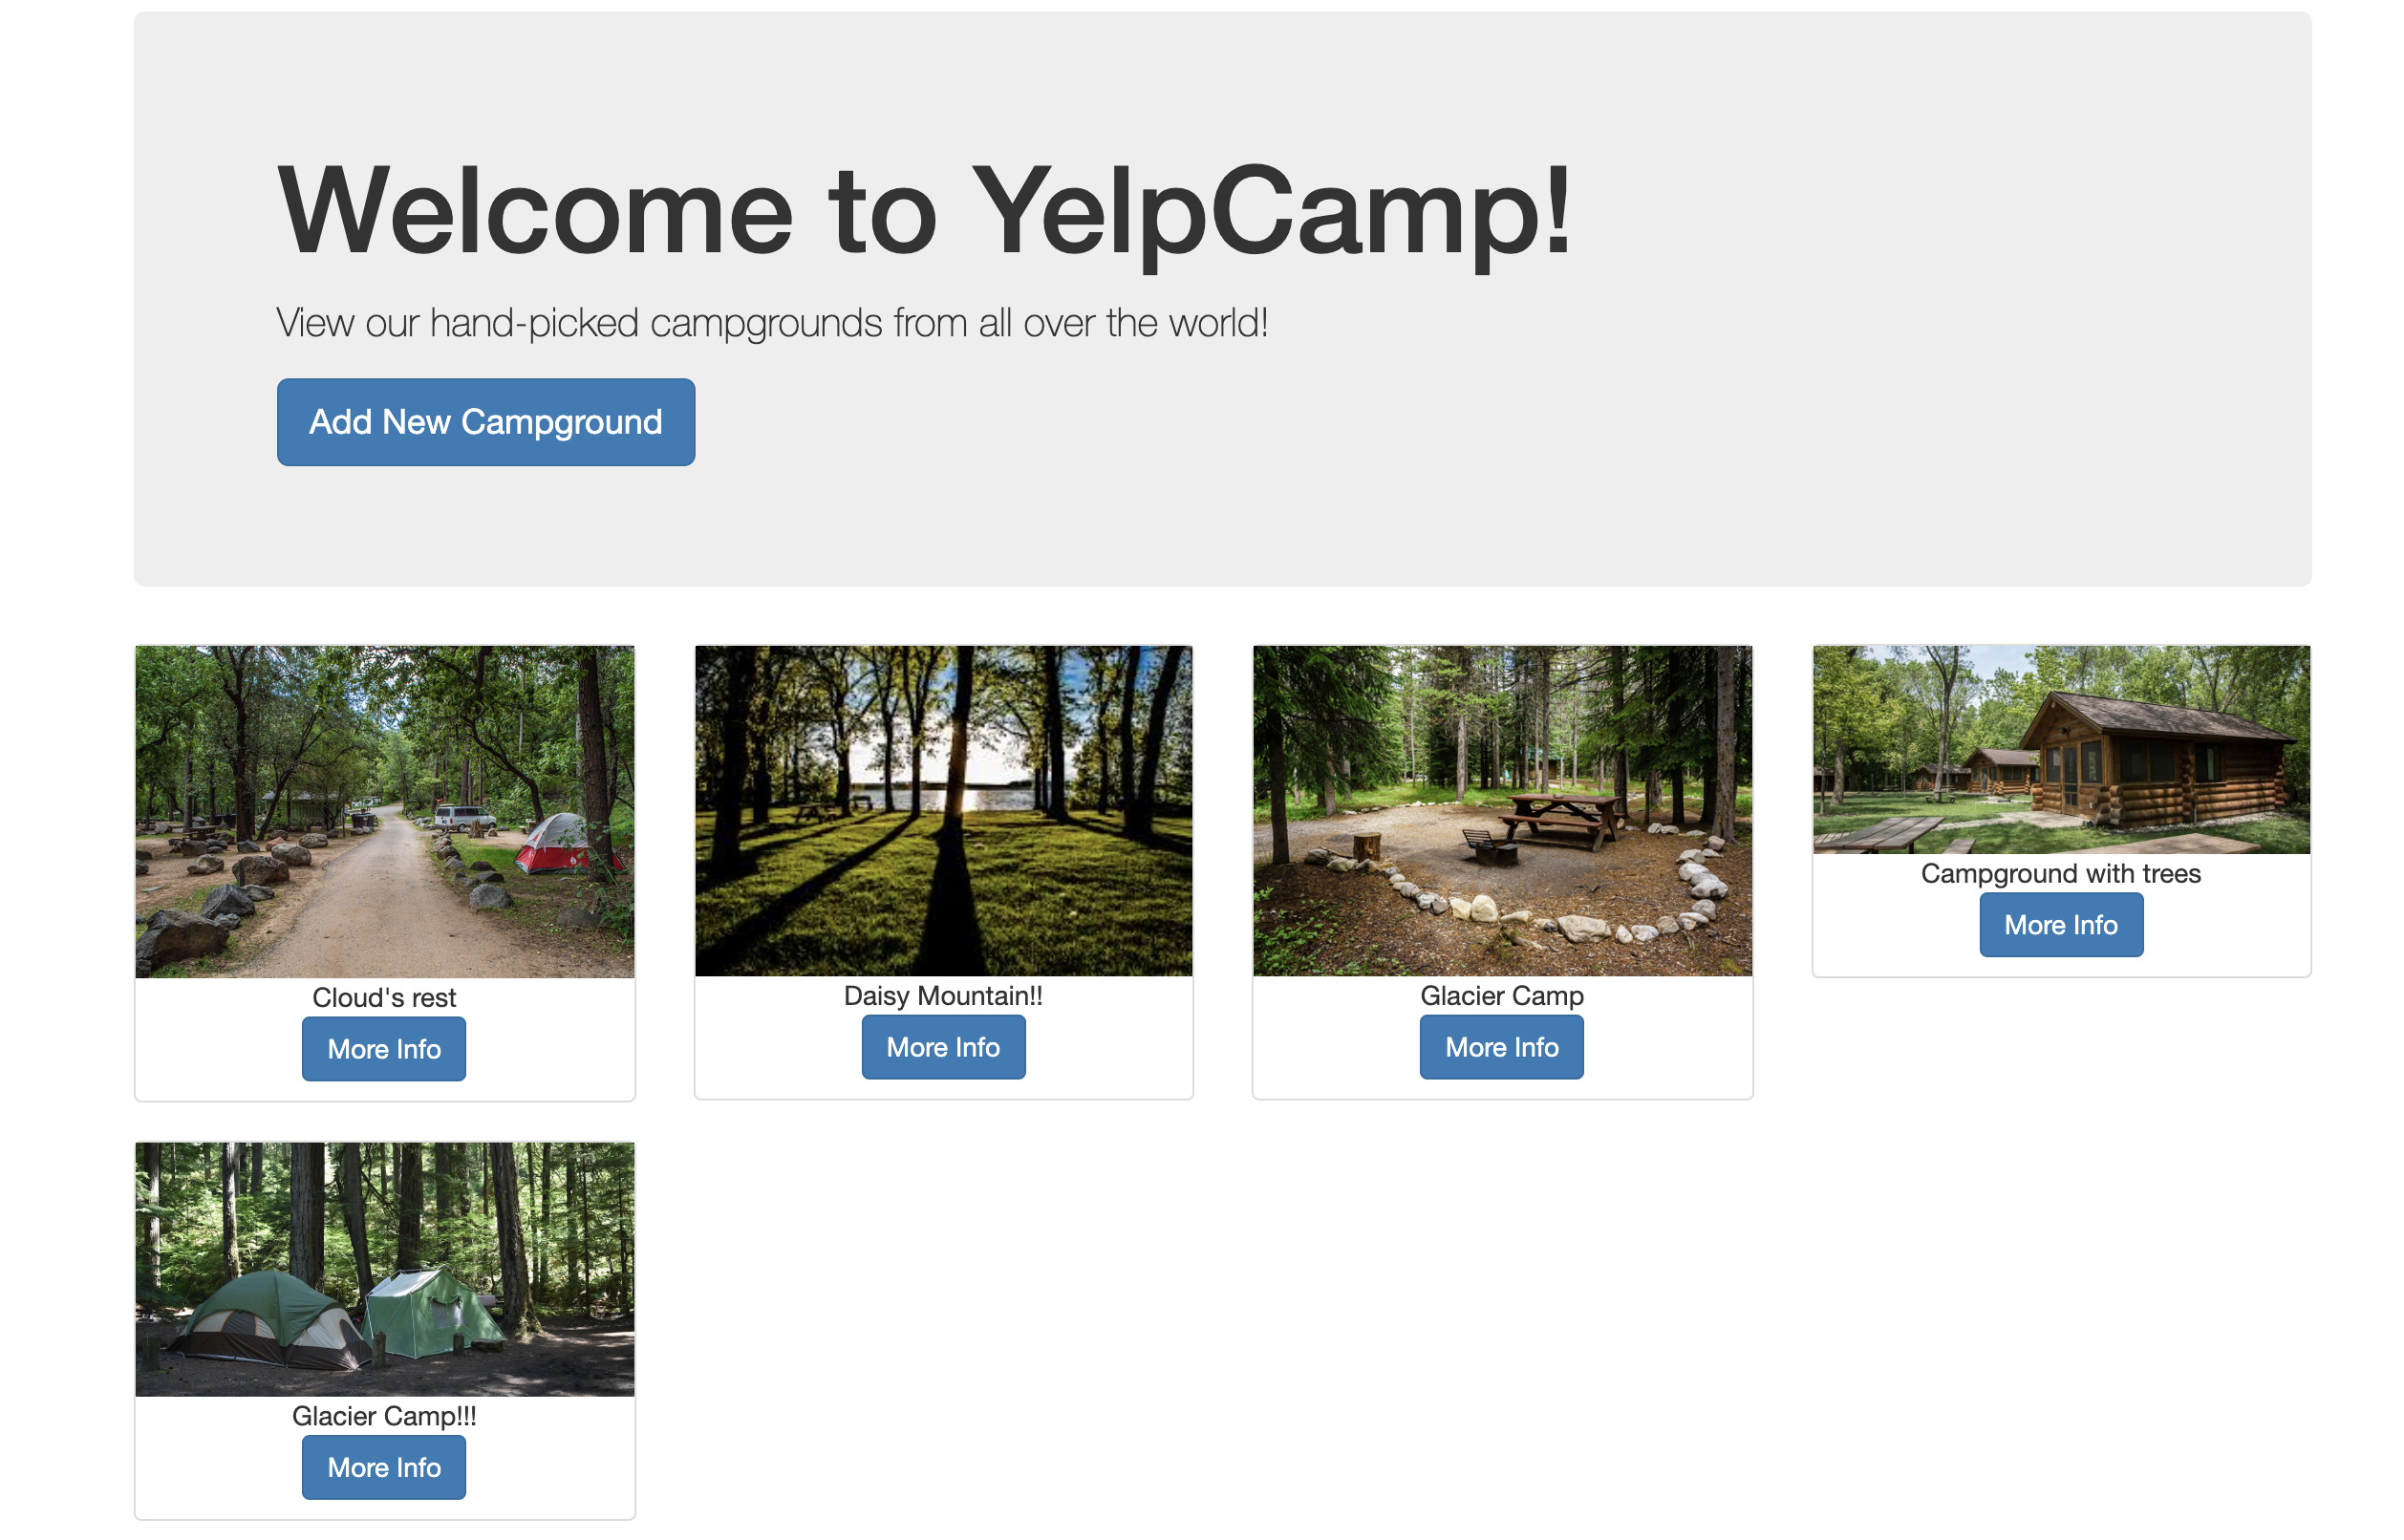 Welcome to YelpCamp!
View our hand-picked campgrounds from all over the world!
Add New Campground
Cloud's rest
More Info
Daisy Mountain!!
More Info
Glacier Camp
More Info
Campground with trees
More Info
Glacier Camp!!!
More Info